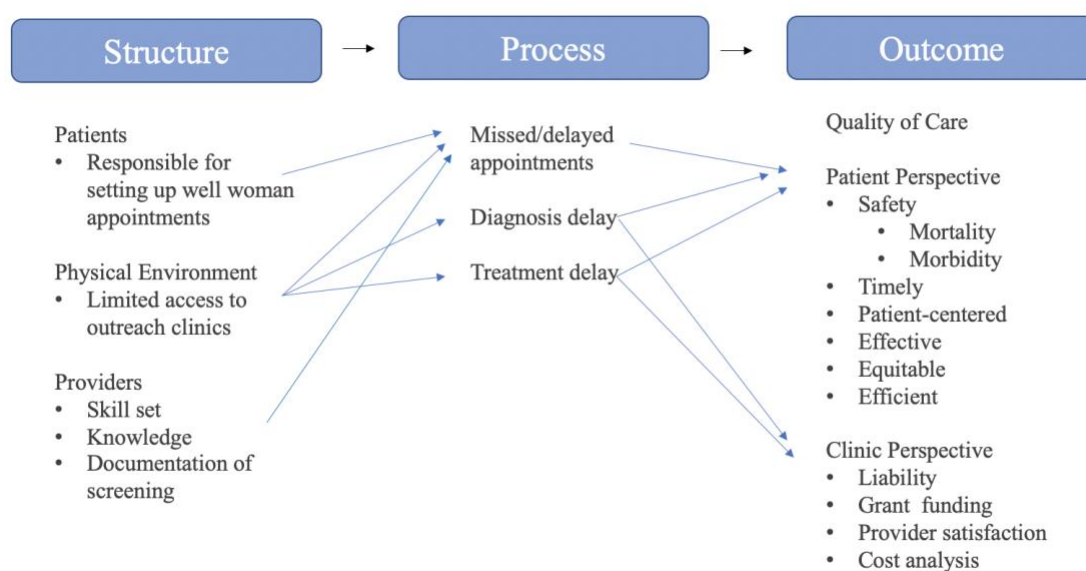 Structure
Process
Outcome
Patients
• Responsible for
setting up well woman
appointments
Physical Environment
• Limited access to
outreach clinics
Providers
• Skill set
• Knowledge
• Documentation of
screening
Missed/delayed
appointments
Diagnosis delay
Treatment delay
Quality of Care
Patient Perspective
• Safety
• Mortality
• Morbidity
• Timely
• Patient-centered
• Effective
• Equitable
• Efficient
Clinic Perspective
• Liability
• Grant funding
• Provider satisfaction
• Cost analysis